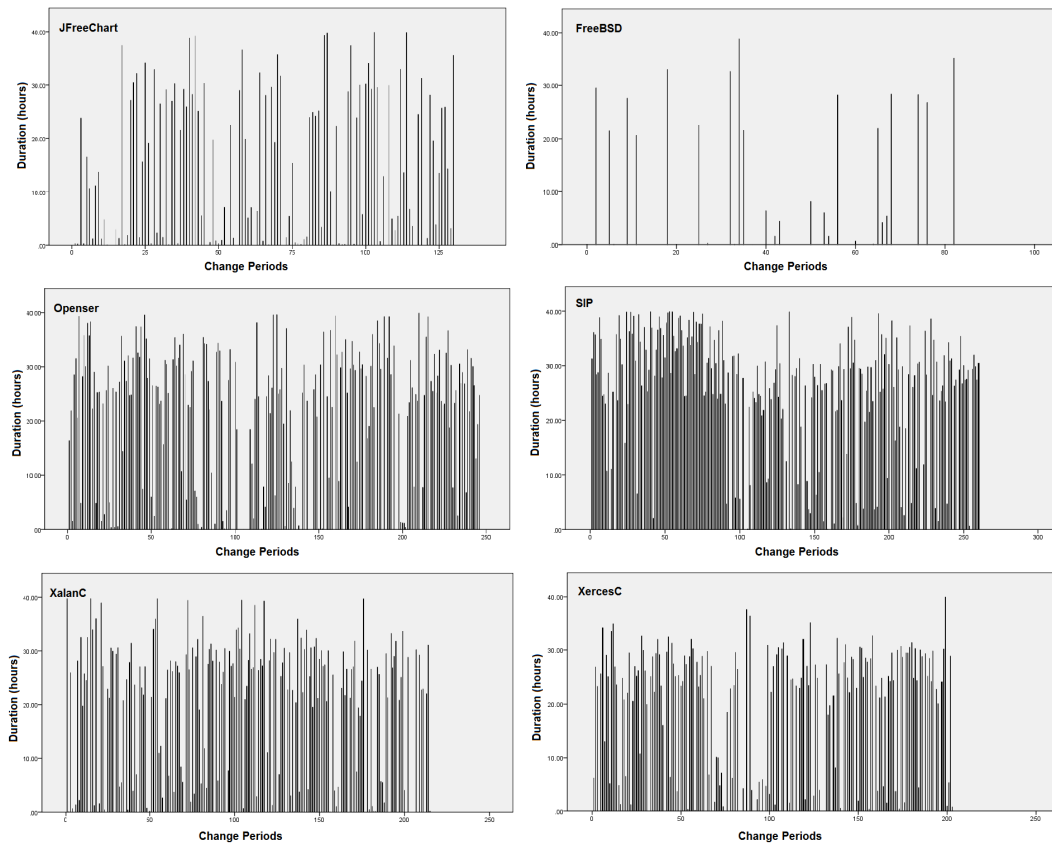 JFreeChart
40.00
30.00
20.00
10.00
.00
Duration (hours)
0 25 50 75 100 125
Change Periods
FreeBSD
40.00
30.00
20.00
10.00
.00
Duration (hours)
0 20 40 60 80 100
Change Periods
Openser
40.00
30.00
20.00
10.00
.00
Duration (hours)
0 50 100 150 200 250
Change Periods
SIP
40.00
30.00
20.00
10.00
.00
Duration (hours)
0 50 100 150 200 250 300
Change Periods
XalanC
40.00
30.00
20.00
10.00
.00
Duration (hours)
0 50 100 150 200 250
Change Periods
XercesC
40.00
30.00
20.00
10.00
.00
Duration (hours)
0 50 100 150 200 250
Change Periods